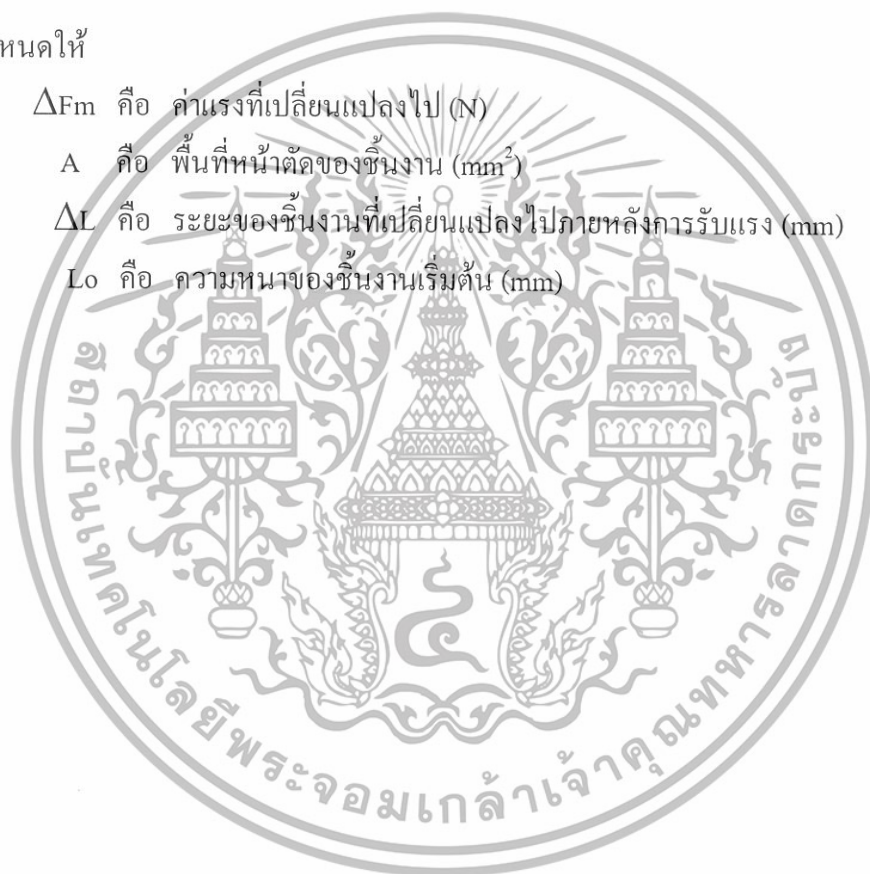 หนดให้
ΔFm คือ ค่าแรงที่เปลี่ยนแปลงไป (N)
A คือ พื้นที่หน้าตัดของชิ้นงาน (mm²)
ΔL คือ ระยะของชิ้นงานที่เปลี่ยนแปลงไปภายหลังการรับแรง (mm)
Lo คือ ความหนาของชิ้นงานเริ่มต้น (mm)
๔
สถาบันเทคโนโลยีพระจอมเกล้าเจ้าคุณทหารลาดกระบัง